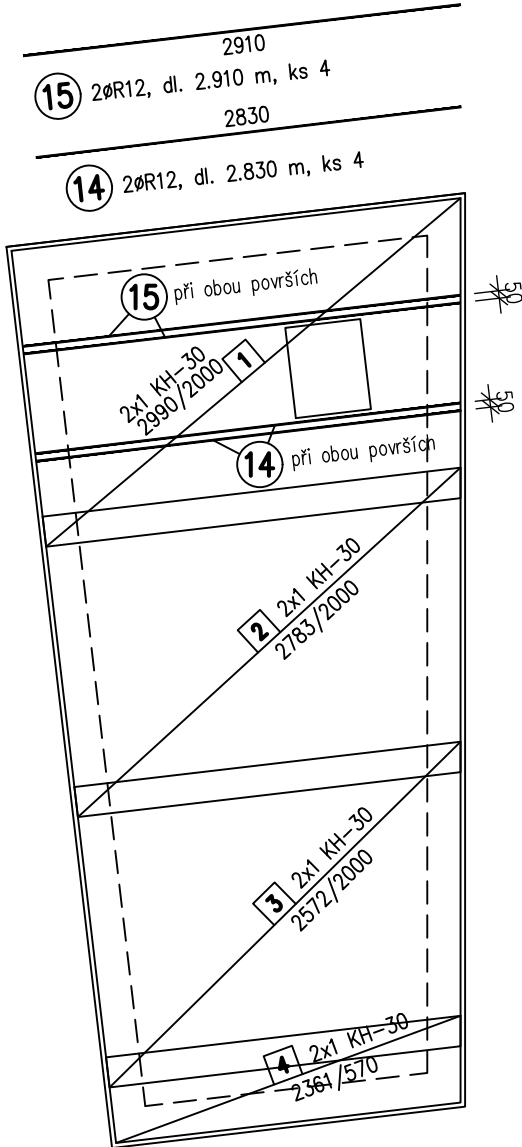 2910
15 2øR12, dl. 2.910 m, ks 4
2830
14 2øR12, dl. 2.830 m, ks 4
15 při obou površích
50
2x1 KH-30
2990/2000
1
50
14 při obou površích
2 2x1 KH-30
2783/2000
3 2x1 KH-30
2572/2000
4 2x1 KH-30
2361/570